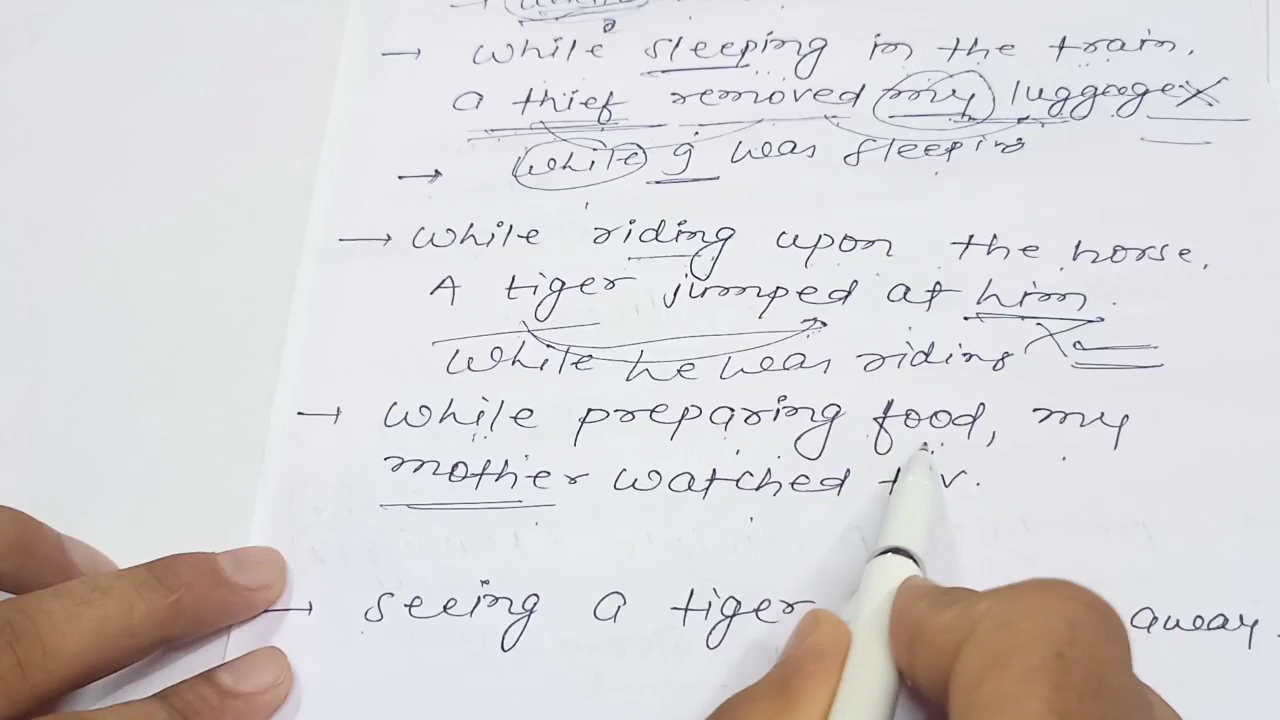 while sleeping in the train,
a thief removed my luggage
while I was sleeping
while riding upon the horse,
A tiger jumped at him.
while he was riding
while preparing food, my
mother watched T.V.
seeing a tiger away.